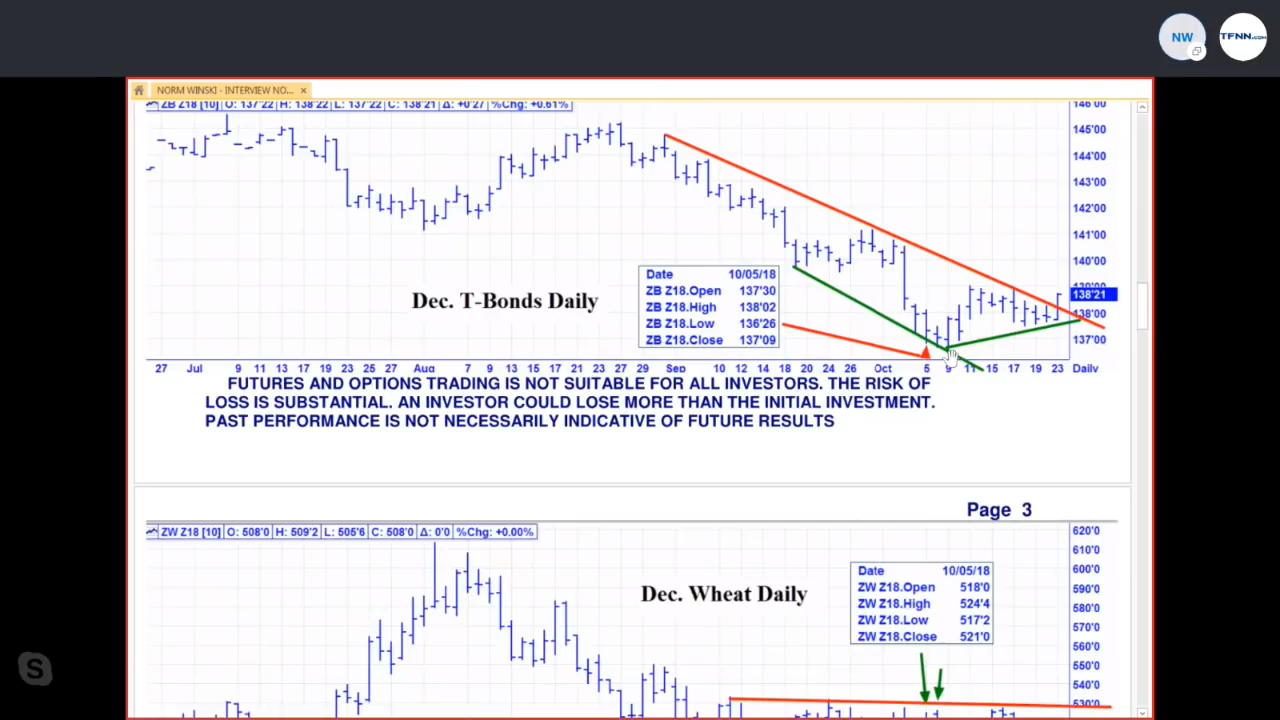 NW
TFNN.COM
NORM WINSKI - INTERVIEW NO... ×
ZB Z18 [10] O: 137'22 H: 138'22 L: 137'22 C: 138'21 Δ: +0'27 %Chg: +0.61%
146'00
145'00
144'00
143'00
142'00
141'00
140'00
139'00
138'21
138'00
137'00
Date 10/05/18
ZB Z18.Open 137'30
ZB Z18.High 138'02
ZB Z18.Low 136'26
ZB Z18.Close 137'09
Dec. T-Bonds Daily
27 Jul 9 11 13 17 19 23 25 27 Aug 7 9 13 15 17 21 23 27 29 Sep 10 12 14 18 20 24 26 28 Oct 5 9 11 15 17 19 23 Daily
FUTURES AND OPTIONS TRADING IS NOT SUITABLE FOR ALL INVESTORS. THE RISK OF
LOSS IS SUBSTANTIAL. AN INVESTOR COULD LOSE MORE THAN THE INITIAL INVESTMENT.
PAST PERFORMANCE IS NOT NECESSARILY INDICATIVE OF FUTURE RESULTS
Page 3
ZW Z18 [10] O: 508'0 H: 509'2 L: 505'6 C: 508'0 Δ: 0'0 %Chg: +0.00%
620'0
610'0
600'0
590'0
580'0
570'0
560'0
550'0
540'0
530'0
Dec. Wheat Daily
Date 10/05/18
ZW Z18.Open 518'0
ZW Z18.High 524'4
ZW Z18.Low 517'2
ZW Z18.Close 521'0
S